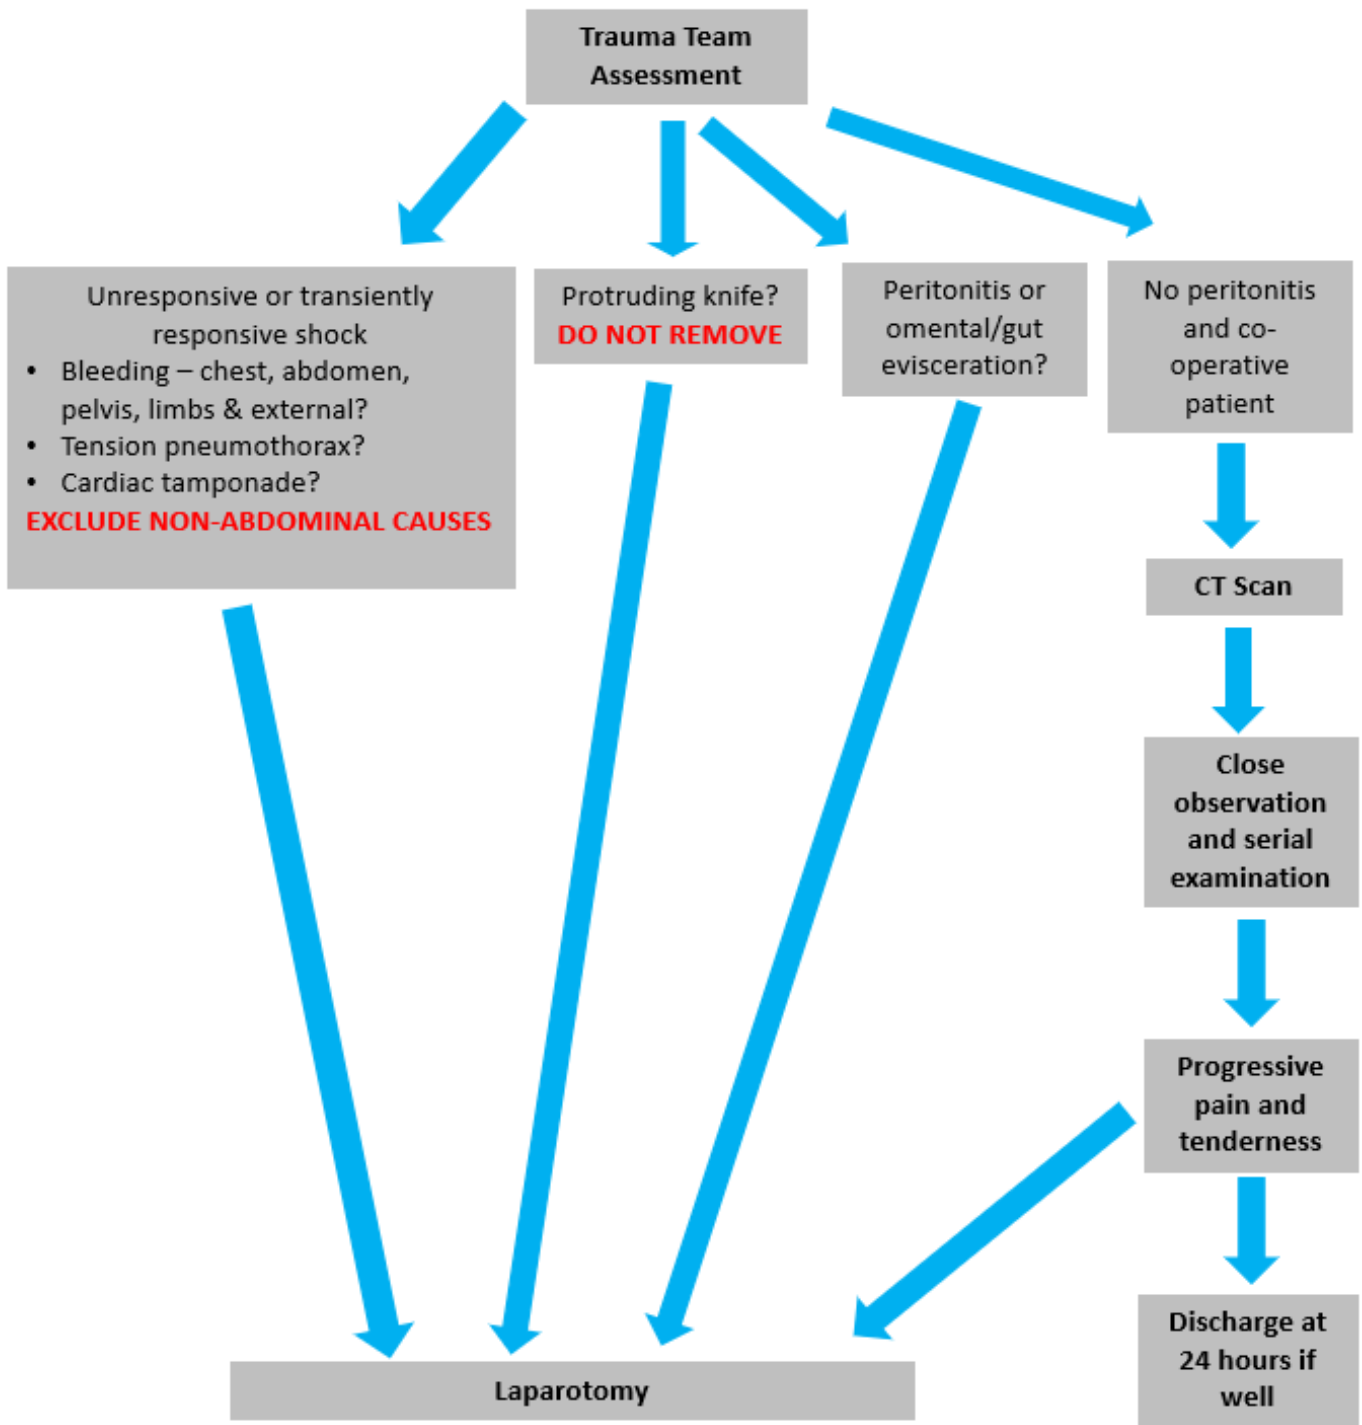 Trauma Team
Assessment
Unresponsive or transiently
responsive shock
• Bleeding – chest, abdomen,
pelvis, limbs & external?
• Tension pneumothorax?
• Cardiac tamponade?
EXCLUDE NON-ABDOMINAL CAUSES
Protruding knife?
DO NOT REMOVE
Peritonitis or
omental/gut
evisceration?
No peritonitis
and co-
operative
patient
CT Scan
Close
observation
and serial
examination
Progressive
pain and
tenderness
Discharge at
24 hours if
well
Laparotomy